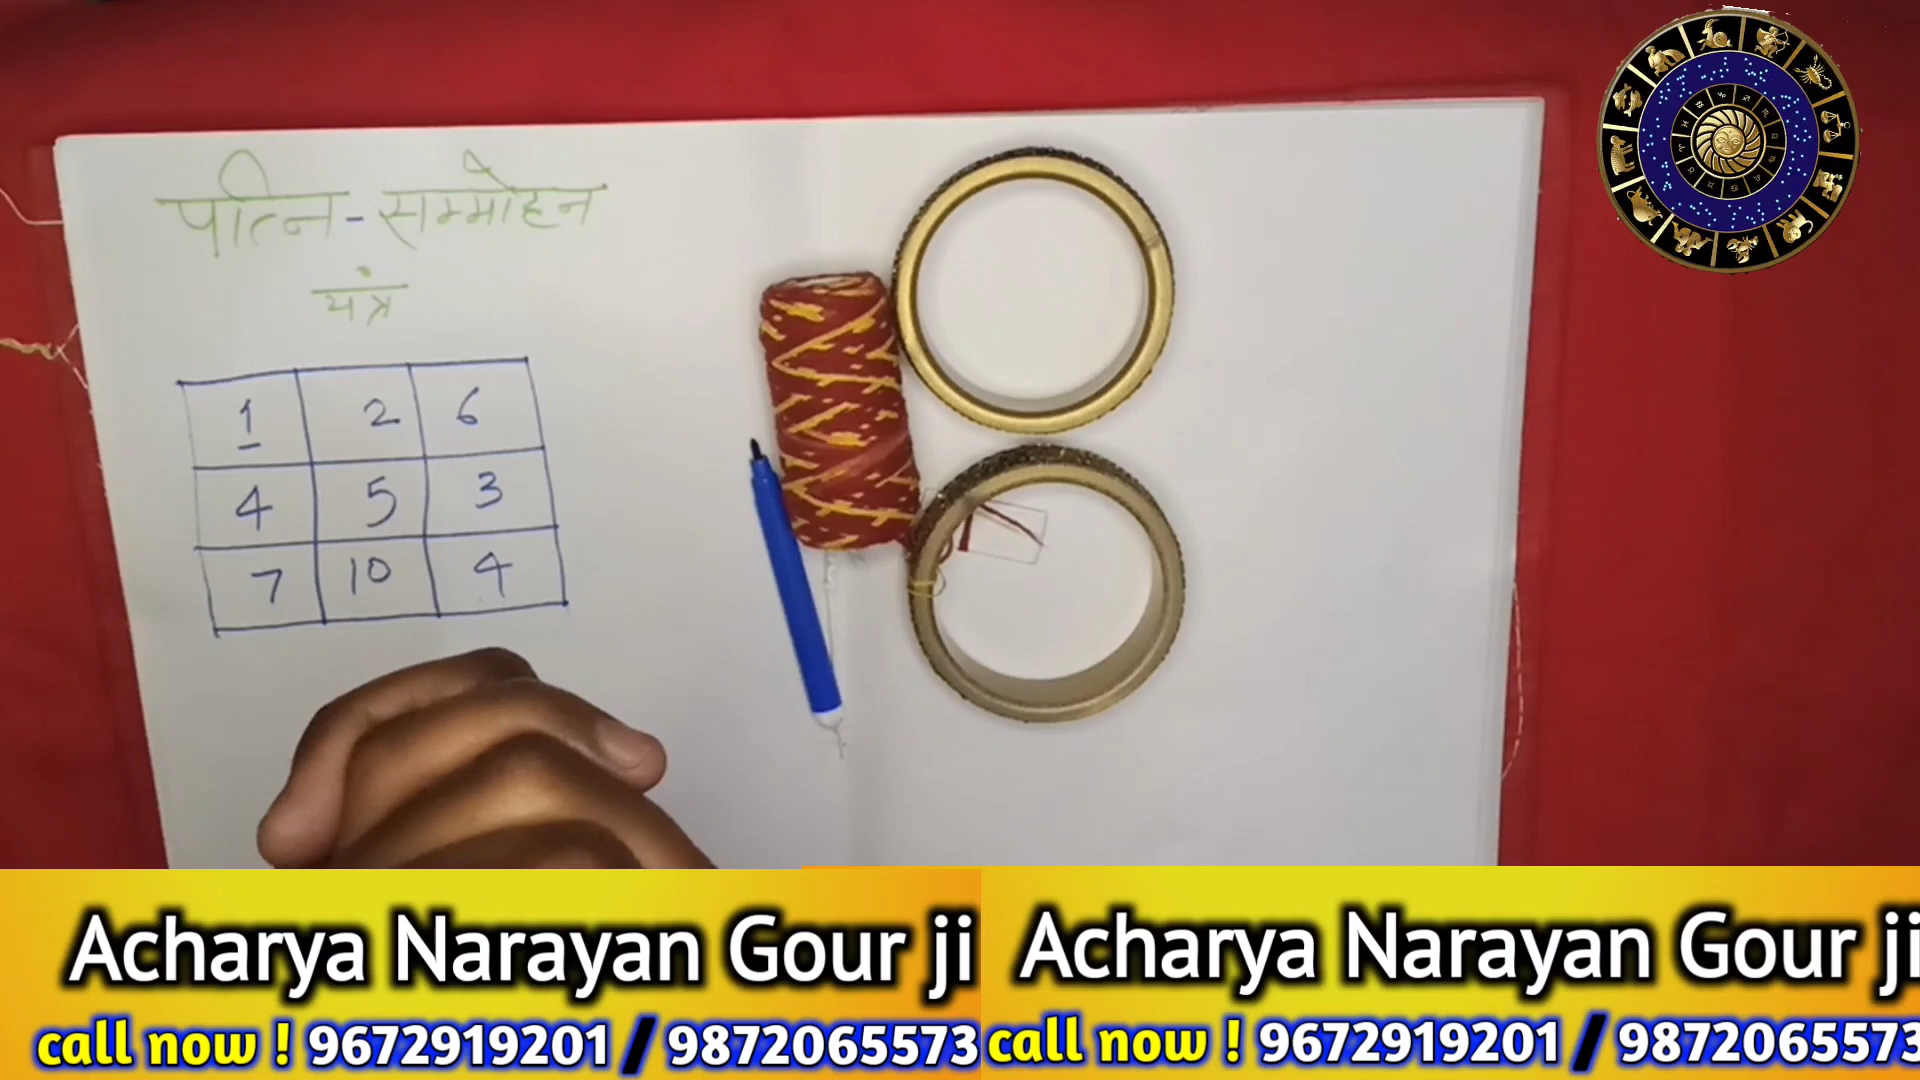 पत्नि-सम्मोहन
यंत्र
1 2 6
4 5 3
7 10 4
Acharya Narayan Gour ji Acharya Narayan Gour ji
call now ! 9672919201 / 9872065573 call now ! 9672919201 / 9872065573